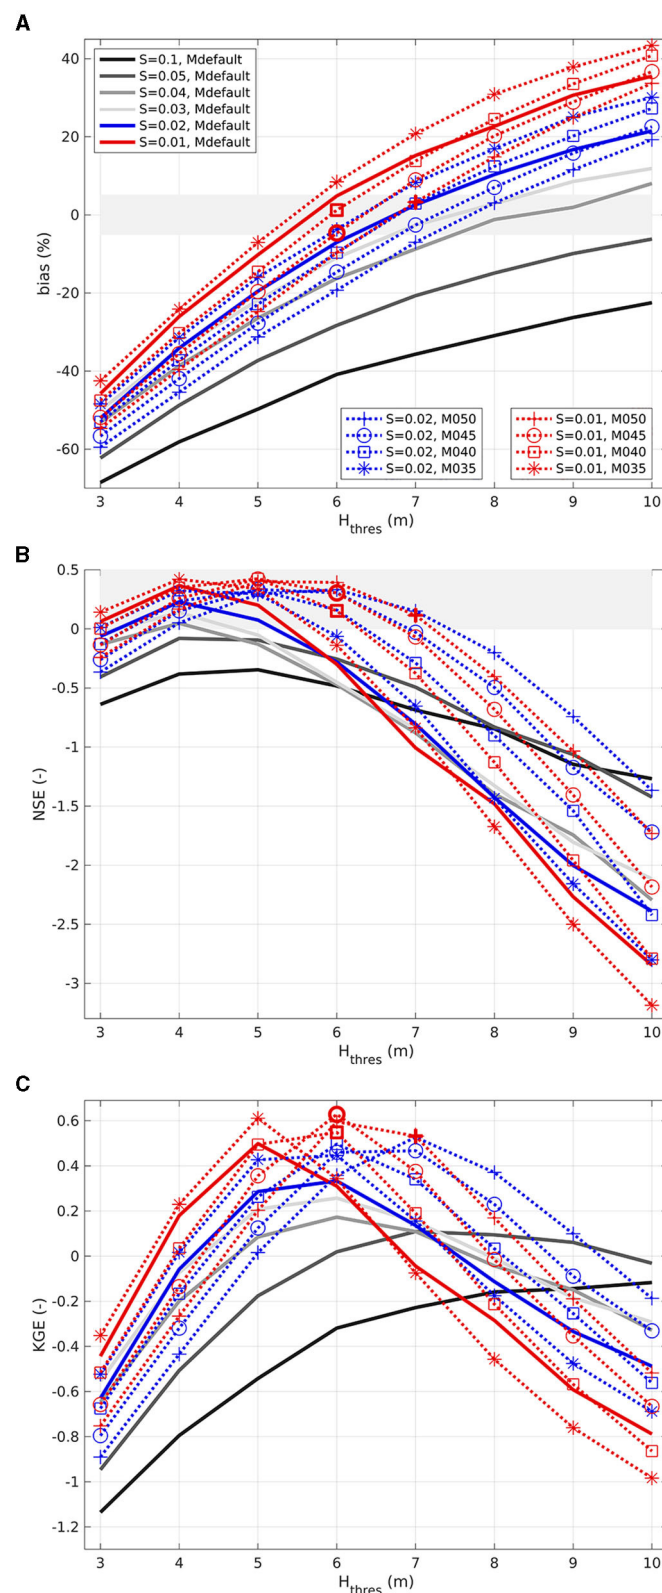 A
40
20
0
-20
-40
-60
bias (%)
S=0.1, Mdefault
S=0.05, Mdefault
S=0.04, Mdefault
S=0.03, Mdefault
S=0.02, Mdefault
S=0.01, Mdefault
S=0.02, M050
S=0.02, M045
S=0.02, M040
S=0.02, M035
S=0.01, M050
S=0.01, M045
S=0.01, M040
S=0.01, M035
3 4 5 6 7 8 9 10
Hthres (m)
B
0.5
0
-0.5
-1
-1.5
-2
-2.5
-3
NSE (-)
3 4 5 6 7 8 9 10
Hthres (m)
C
0.6
0.4
0.2
0
-0.2
-0.4
-0.6
-0.8
-1
-1.2
KGE (-)
3 4 5 6 7 8 9 10
Hthres (m)